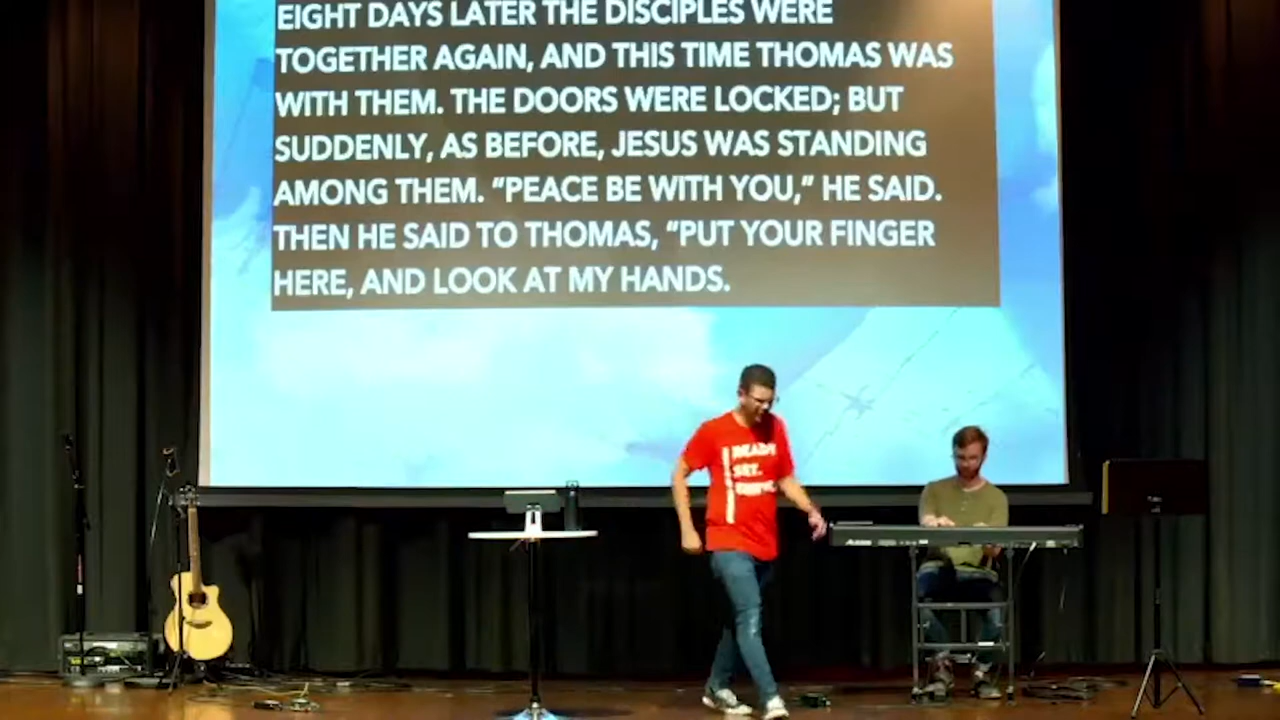 EIGHT DAYS LATER THE DISCIPLES WERE
TOGETHER AGAIN, AND THIS TIME THOMAS WAS
WITH THEM. THE DOORS WERE LOCKED; BUT
SUDDENLY, AS BEFORE, JESUS WAS STANDING
AMONG THEM. “PEACE BE WITH YOU,” HE SAID.
THEN HE SAID TO THOMAS, “PUT YOUR FINGER
HERE, AND LOOK AT MY HANDS.
READY
SET.